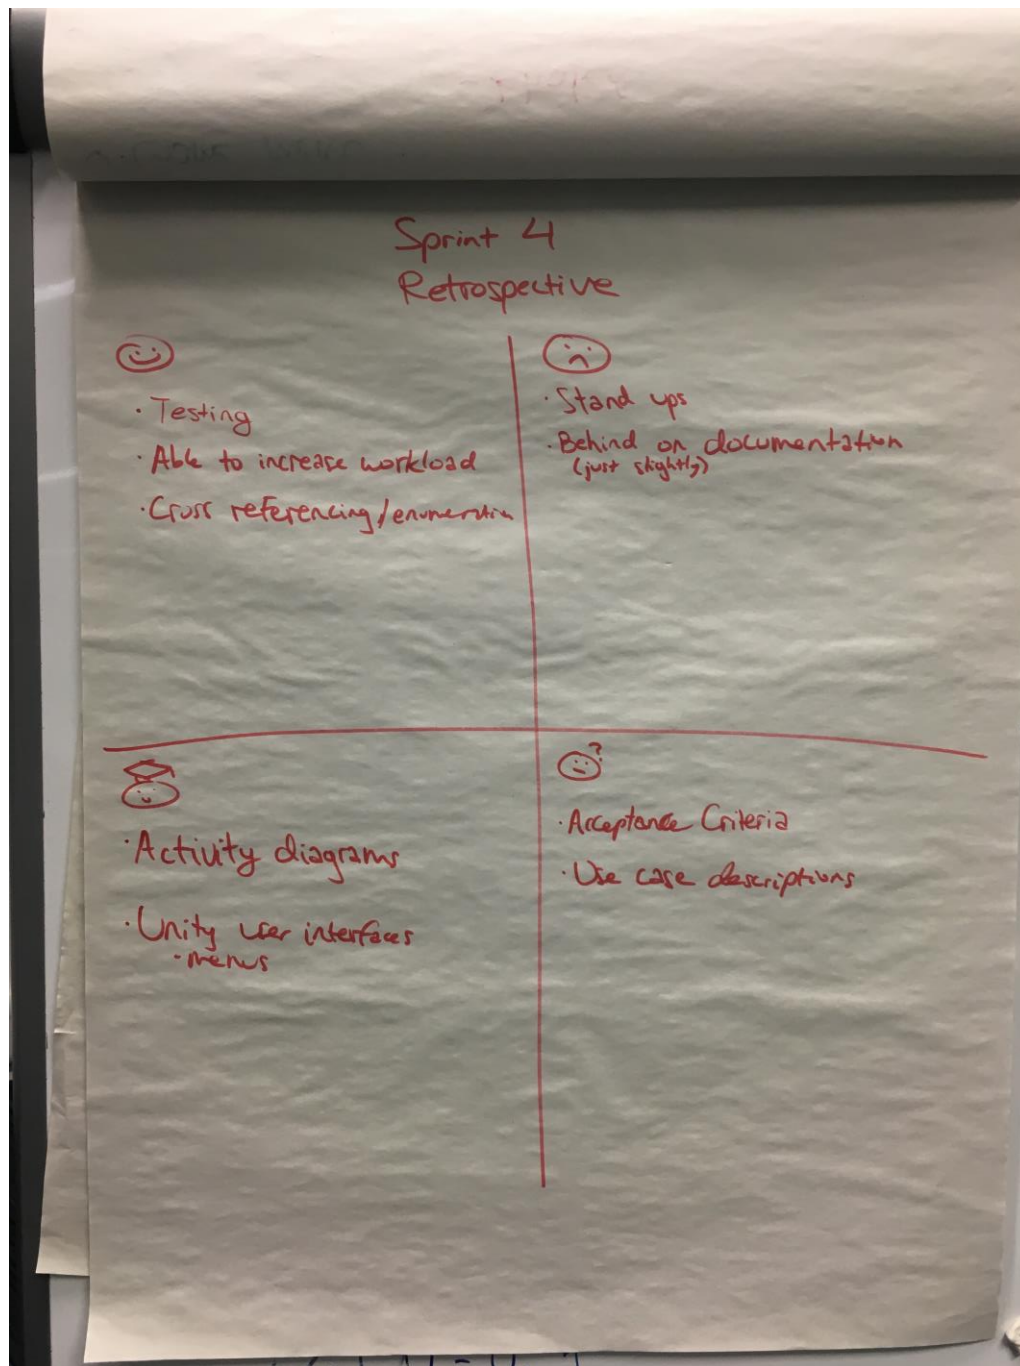 Sprint 4
Retrospective
· Testing
· Able to increase workload
· Cross referencing/enumeration
· Stand ups
· Behind on documentation
(just slightly)
· Activity diagrams
· Unity user interfaces
· menus
?
· Acceptance Criteria
· Use case descriptions